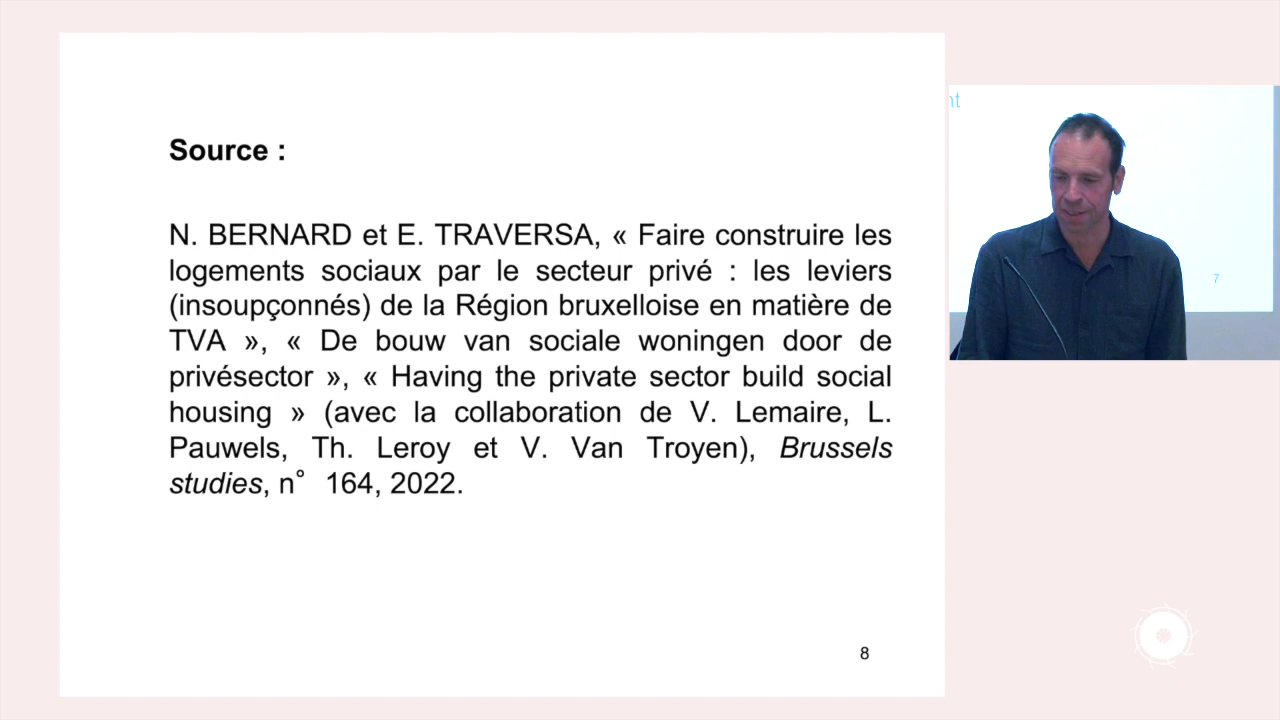 Source :
N. BERNARD et E. TRAVERSA, « Faire construire les
logements sociaux par le secteur privé : les leviers
(insoupçonnés) de la Région bruxelloise en matière de
TVA », « De bouw van sociale woningen door de
privésector », « Having the private sector build social
housing » (avec la collaboration de V. Lemaire, L.
Pauwels, Th. Leroy et V. Van Troyen), Brussels
studies, n° 164, 2022.
8
nt
7